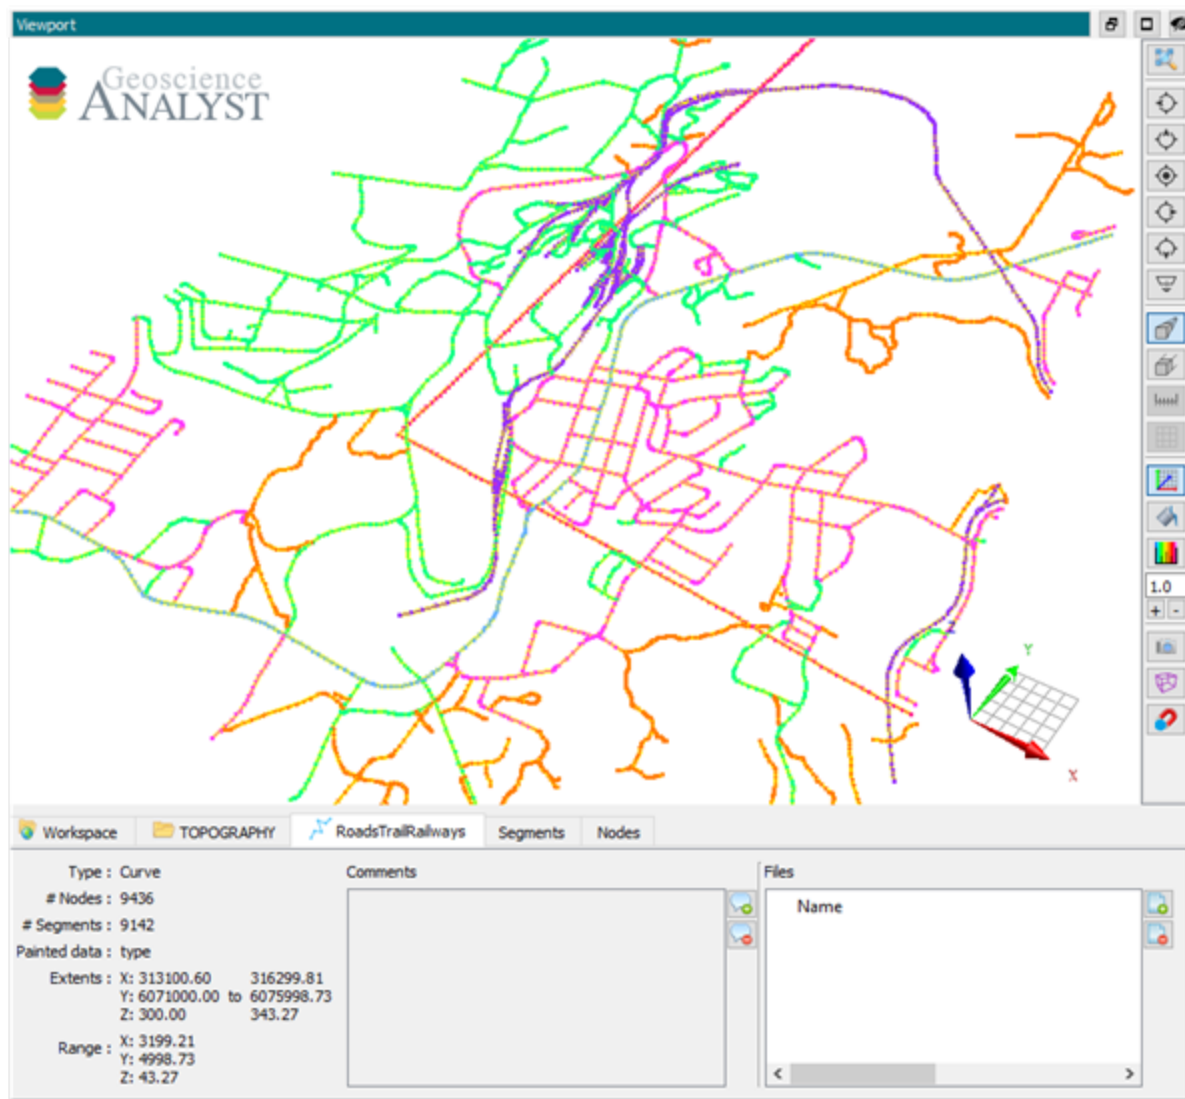 Viewport
Geoscience
ANALYST
1.0
+ -
Y
Z
X
Workspace TOPOGRAPHY RoadsTrailRailways Segments Nodes
Type : Curve
# Nodes : 9436
# Segments : 9142
Painted data : type
Extents : X: 313100.60 316299.81
Y: 6071000.00 to 6075998.73
Z: 300.00 343.27
Range : X: 3199.21
Y: 4998.73
Z: 43.27
Comments
Files
Name